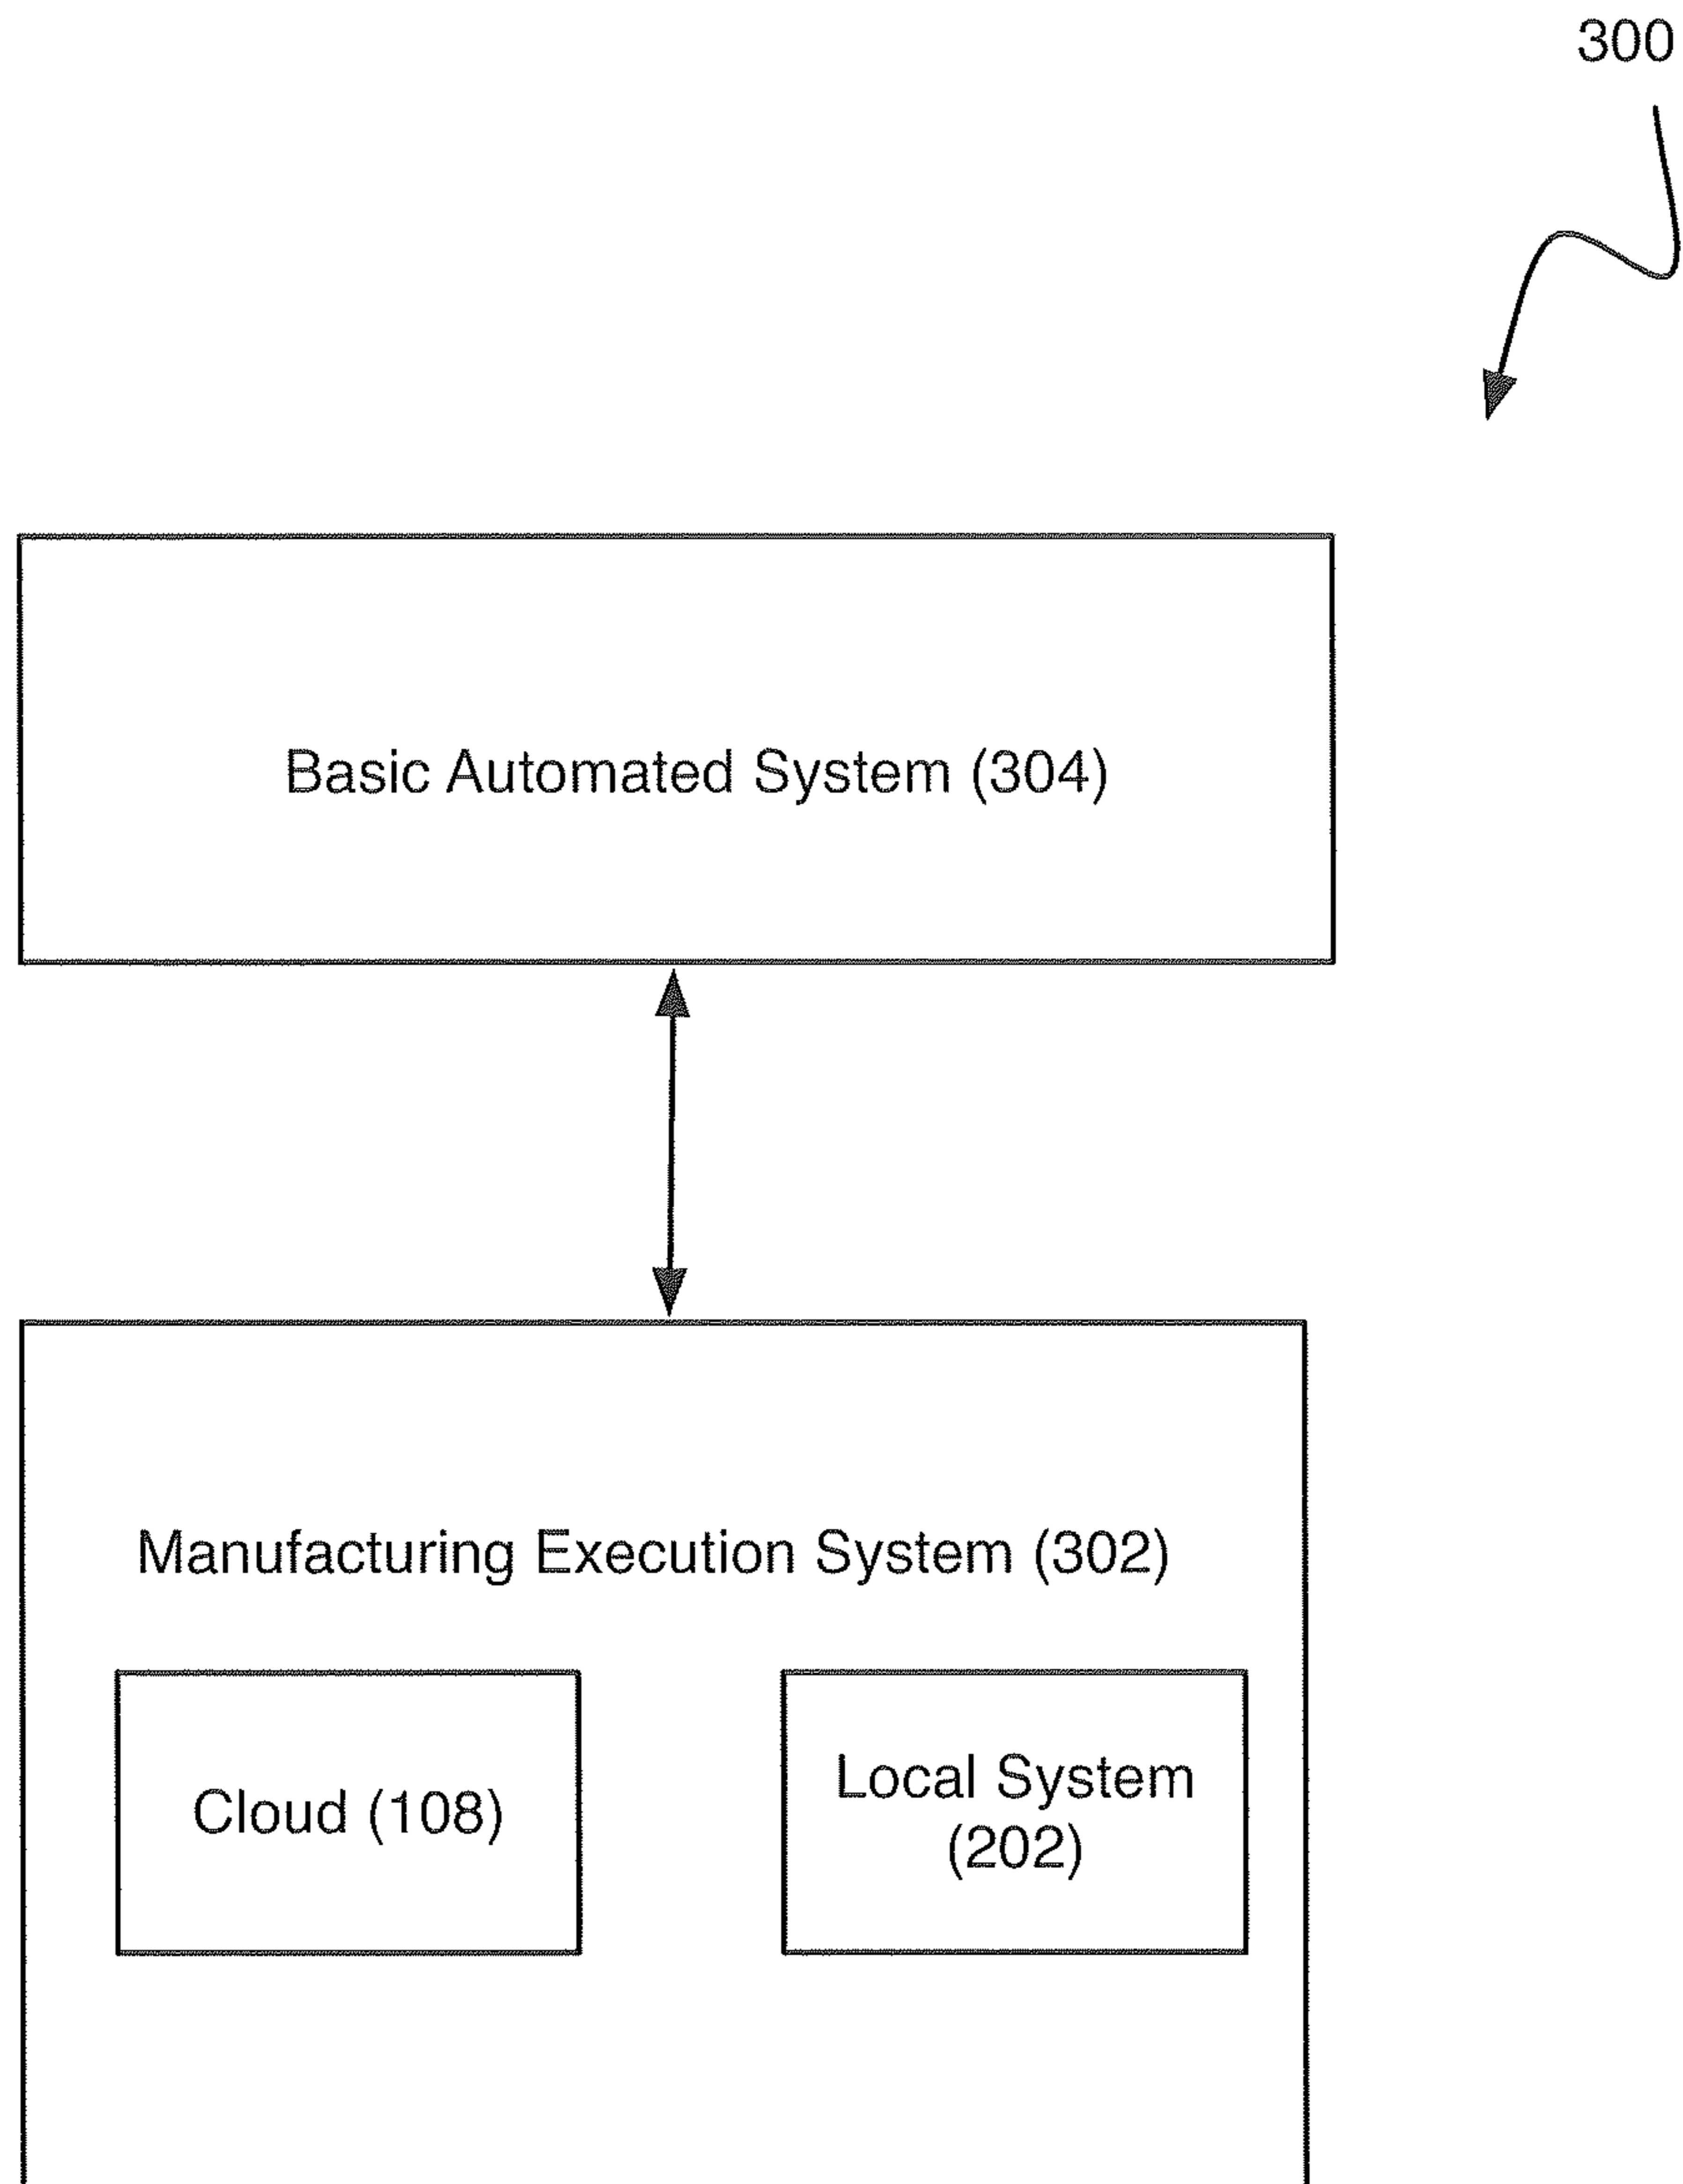 300
Basic Automated System (304)
Manufacturing Execution System (302)
Cloud (108)
Local System
(202)